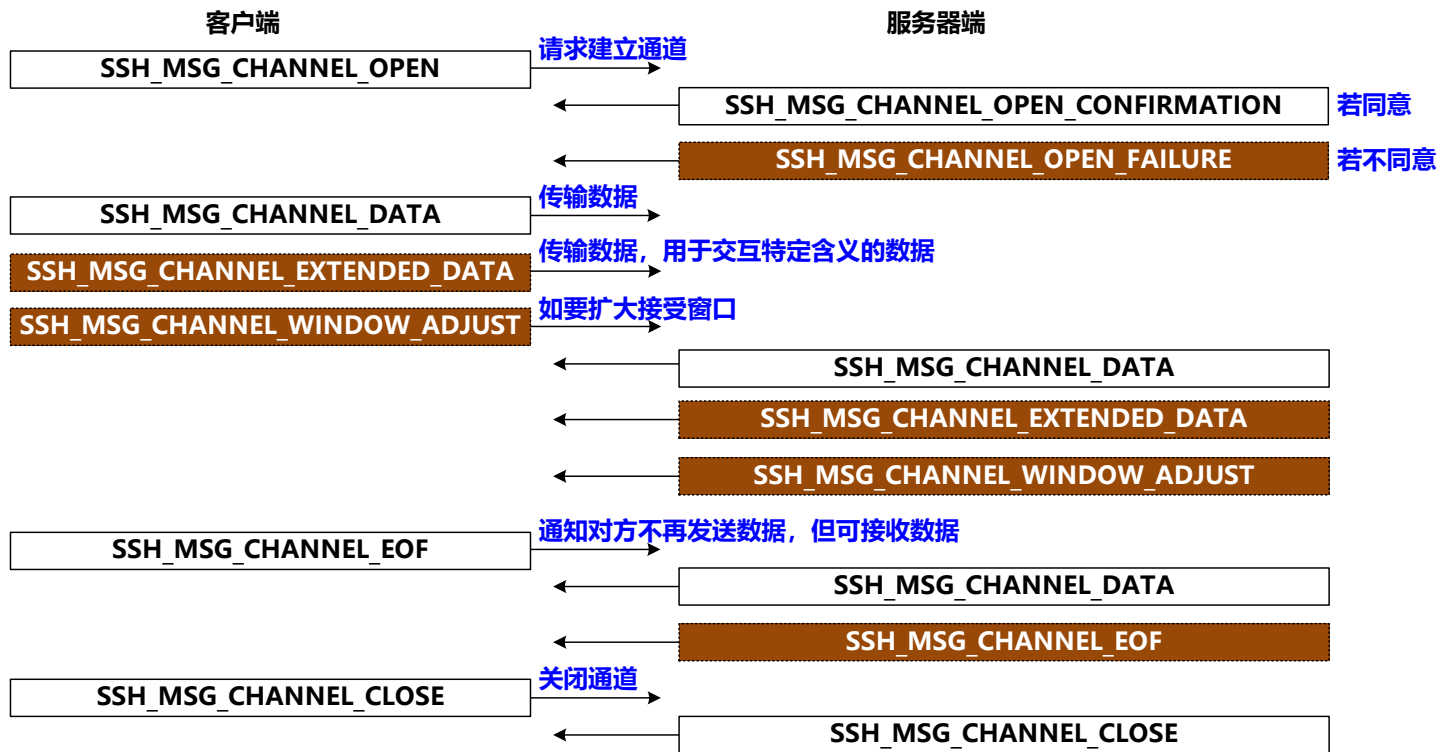 客户端
服务器端
请求建立通道
SSH_MSG_CHANNEL_OPEN
SSH_MSG_CHANNEL_OPEN_CONFIRMATION
若同意
SSH_MSG_CHANNEL_OPEN_FAILURE
若不同意
传输数据
SSH_MSG_CHANNEL_DATA
传输数据，用于交互特定含义的数据
SSH_MSG_CHANNEL_EXTENDED_DATA
如要扩大接受窗口
SSH_MSG_CHANNEL_WINDOW_ADJUST
SSH_MSG_CHANNEL_DATA
SSH_MSG_CHANNEL_EXTENDED_DATA
SSH_MSG_CHANNEL_WINDOW_ADJUST
通知对方不再发送数据，但可接收数据
SSH_MSG_CHANNEL_EOF
SSH_MSG_CHANNEL_DATA
SSH_MSG_CHANNEL_EOF
关闭通道
SSH_MSG_CHANNEL_CLOSE
SSH_MSG_CHANNEL_CLOSE